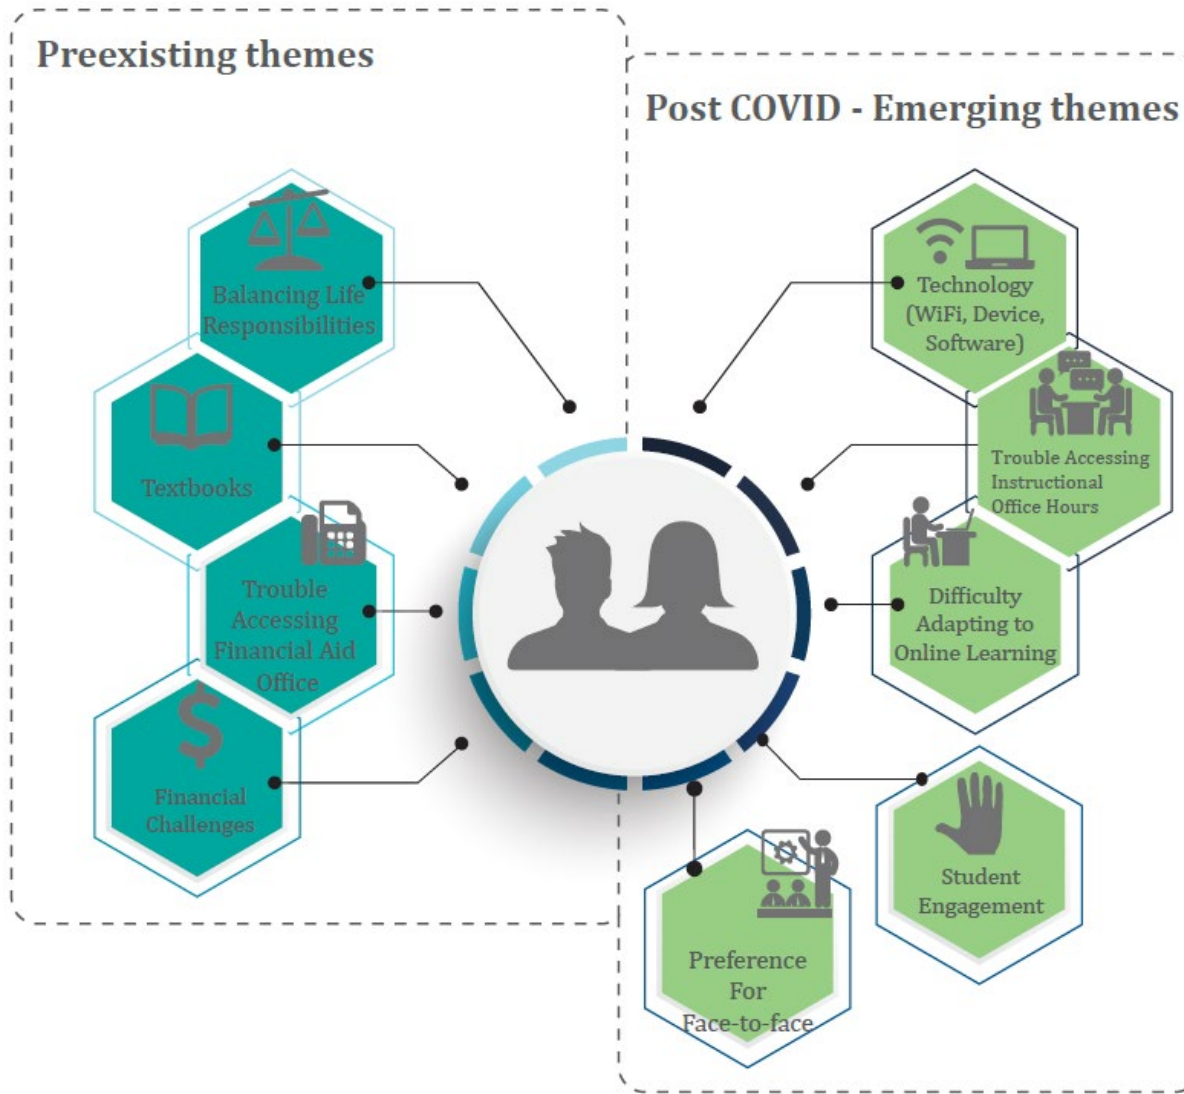 Preexisting themes
Balancing Life
Responsibilities
Textbooks
Trouble
Accessing
Financial Aid
Office
Financial
Challenges
Post COVID - Emerging themes
Technology
(WiFi, Device,
Software)
Trouble Accessing
Instructional
Office Hours
Difficulty
Adapting to
Online Learning
Student
Engagement
Preference
For
Face-to-face